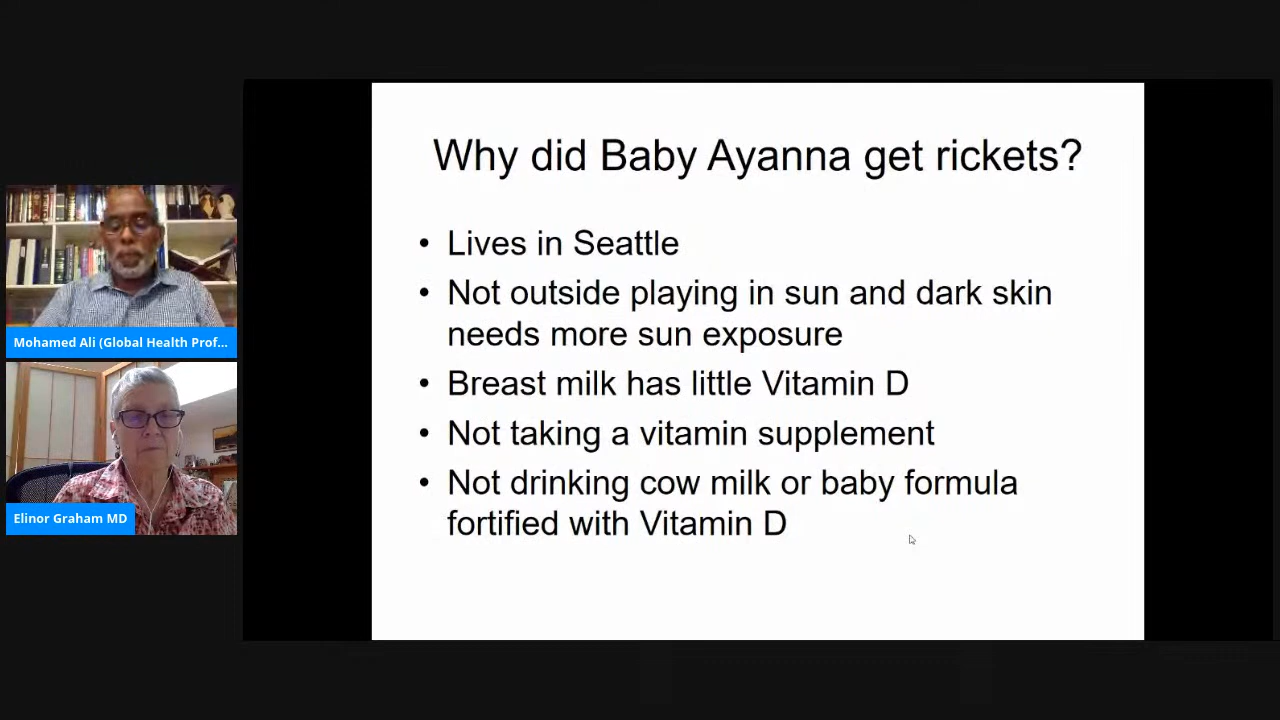 Why did Baby Ayanna get rickets?
• Lives in Seattle
• Not outside playing in sun and dark skin
needs more sun exposure
• Breast milk has little Vitamin D
• Not taking a vitamin supplement
• Not drinking cow milk or baby formula
fortified with Vitamin D
Mohamed Ali (Global Health Prof...
Elinor Graham MD